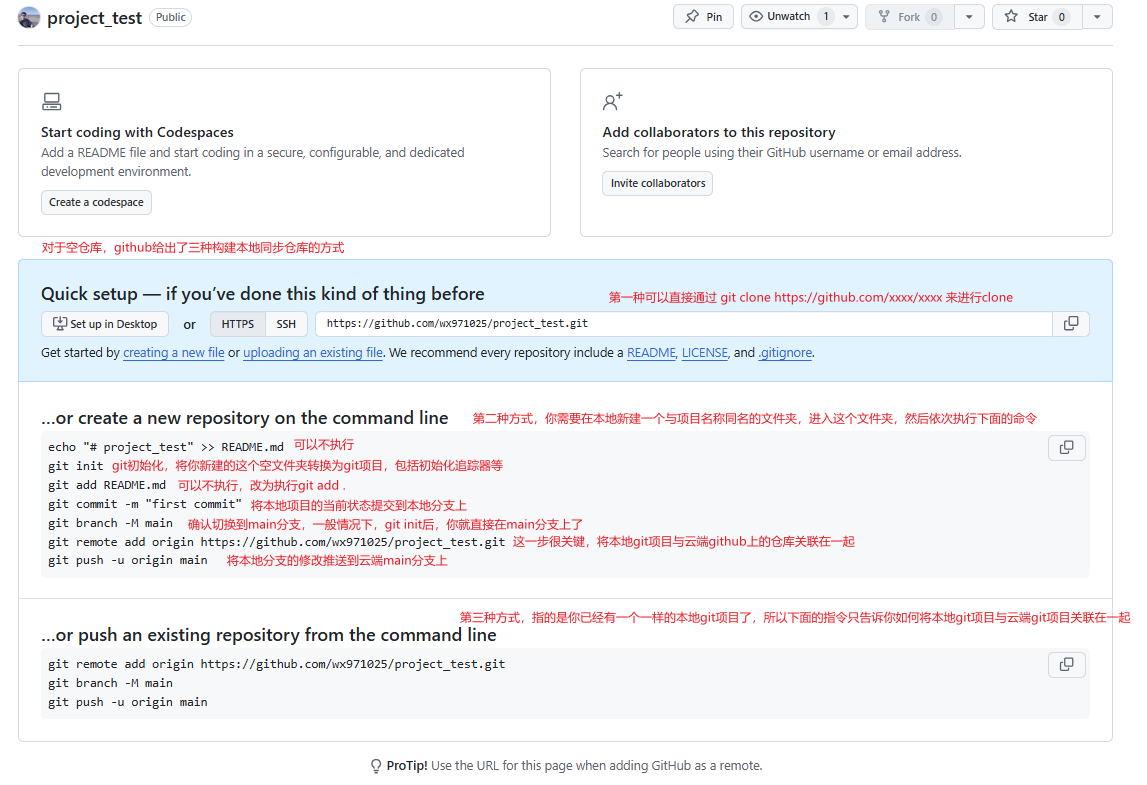 project_test Public Pin Unwatch 1 Fork 0 Star 0
Start coding with Codespaces
Add a README file and start coding in a secure, configurable, and dedicated
development environment.
Create a codespace
Add collaborators to this repository
Search for people using their GitHub username or email address.
Invite collaborators
对于空仓库，github给出了三种构建本地同步仓库的方式
Quick setup — if you’ve done this kind of thing before
第一种可以直接通过 git clone https://github.com/xxxx/xxxx 来进行clone
Set up in Desktop or HTTPS SSH https://github.com/wx971025/project_test.git
Get started by creating a new file or uploading an existing file. We recommend every repository include a README, LICENSE, and .gitignore.
…or create a new repository on the command line
第二种方式，你需要在本地新建一个与项目名称同名的文件夹，进入这个文件夹，然后依次执行下面的命令
echo "# project_test" >> README.md 可以不执行
git init git初始化，将你新建的这个空文件夹转换为git项目，包括初始化追踪器等
git add README.md 可以不执行，改为执行git add .
git commit -m "first commit" 将本地项目的当前状态提交到本地分支上
git branch -M main 确认切换到main分支，一般情况下，git init后，你就直接在main分支上了
git remote add origin https://github.com/wx971025/project_test.git 这一步很关键，将本地git项目与云端github上的仓库关联在一起
git push -u origin main 将本地分支的修改推送到云端main分支上
第三种方式，指的是你已经有一个一样的本地git项目了，所以下面的指令只告诉你如何将本地git项目与云端git项目关联在一起
…or push an existing repository from the command line
git remote add origin https://github.com/wx971025/project_test.git
git branch -M main
git push -u origin main
ProTip! Use the URL for this page when adding GitHub as a remote.